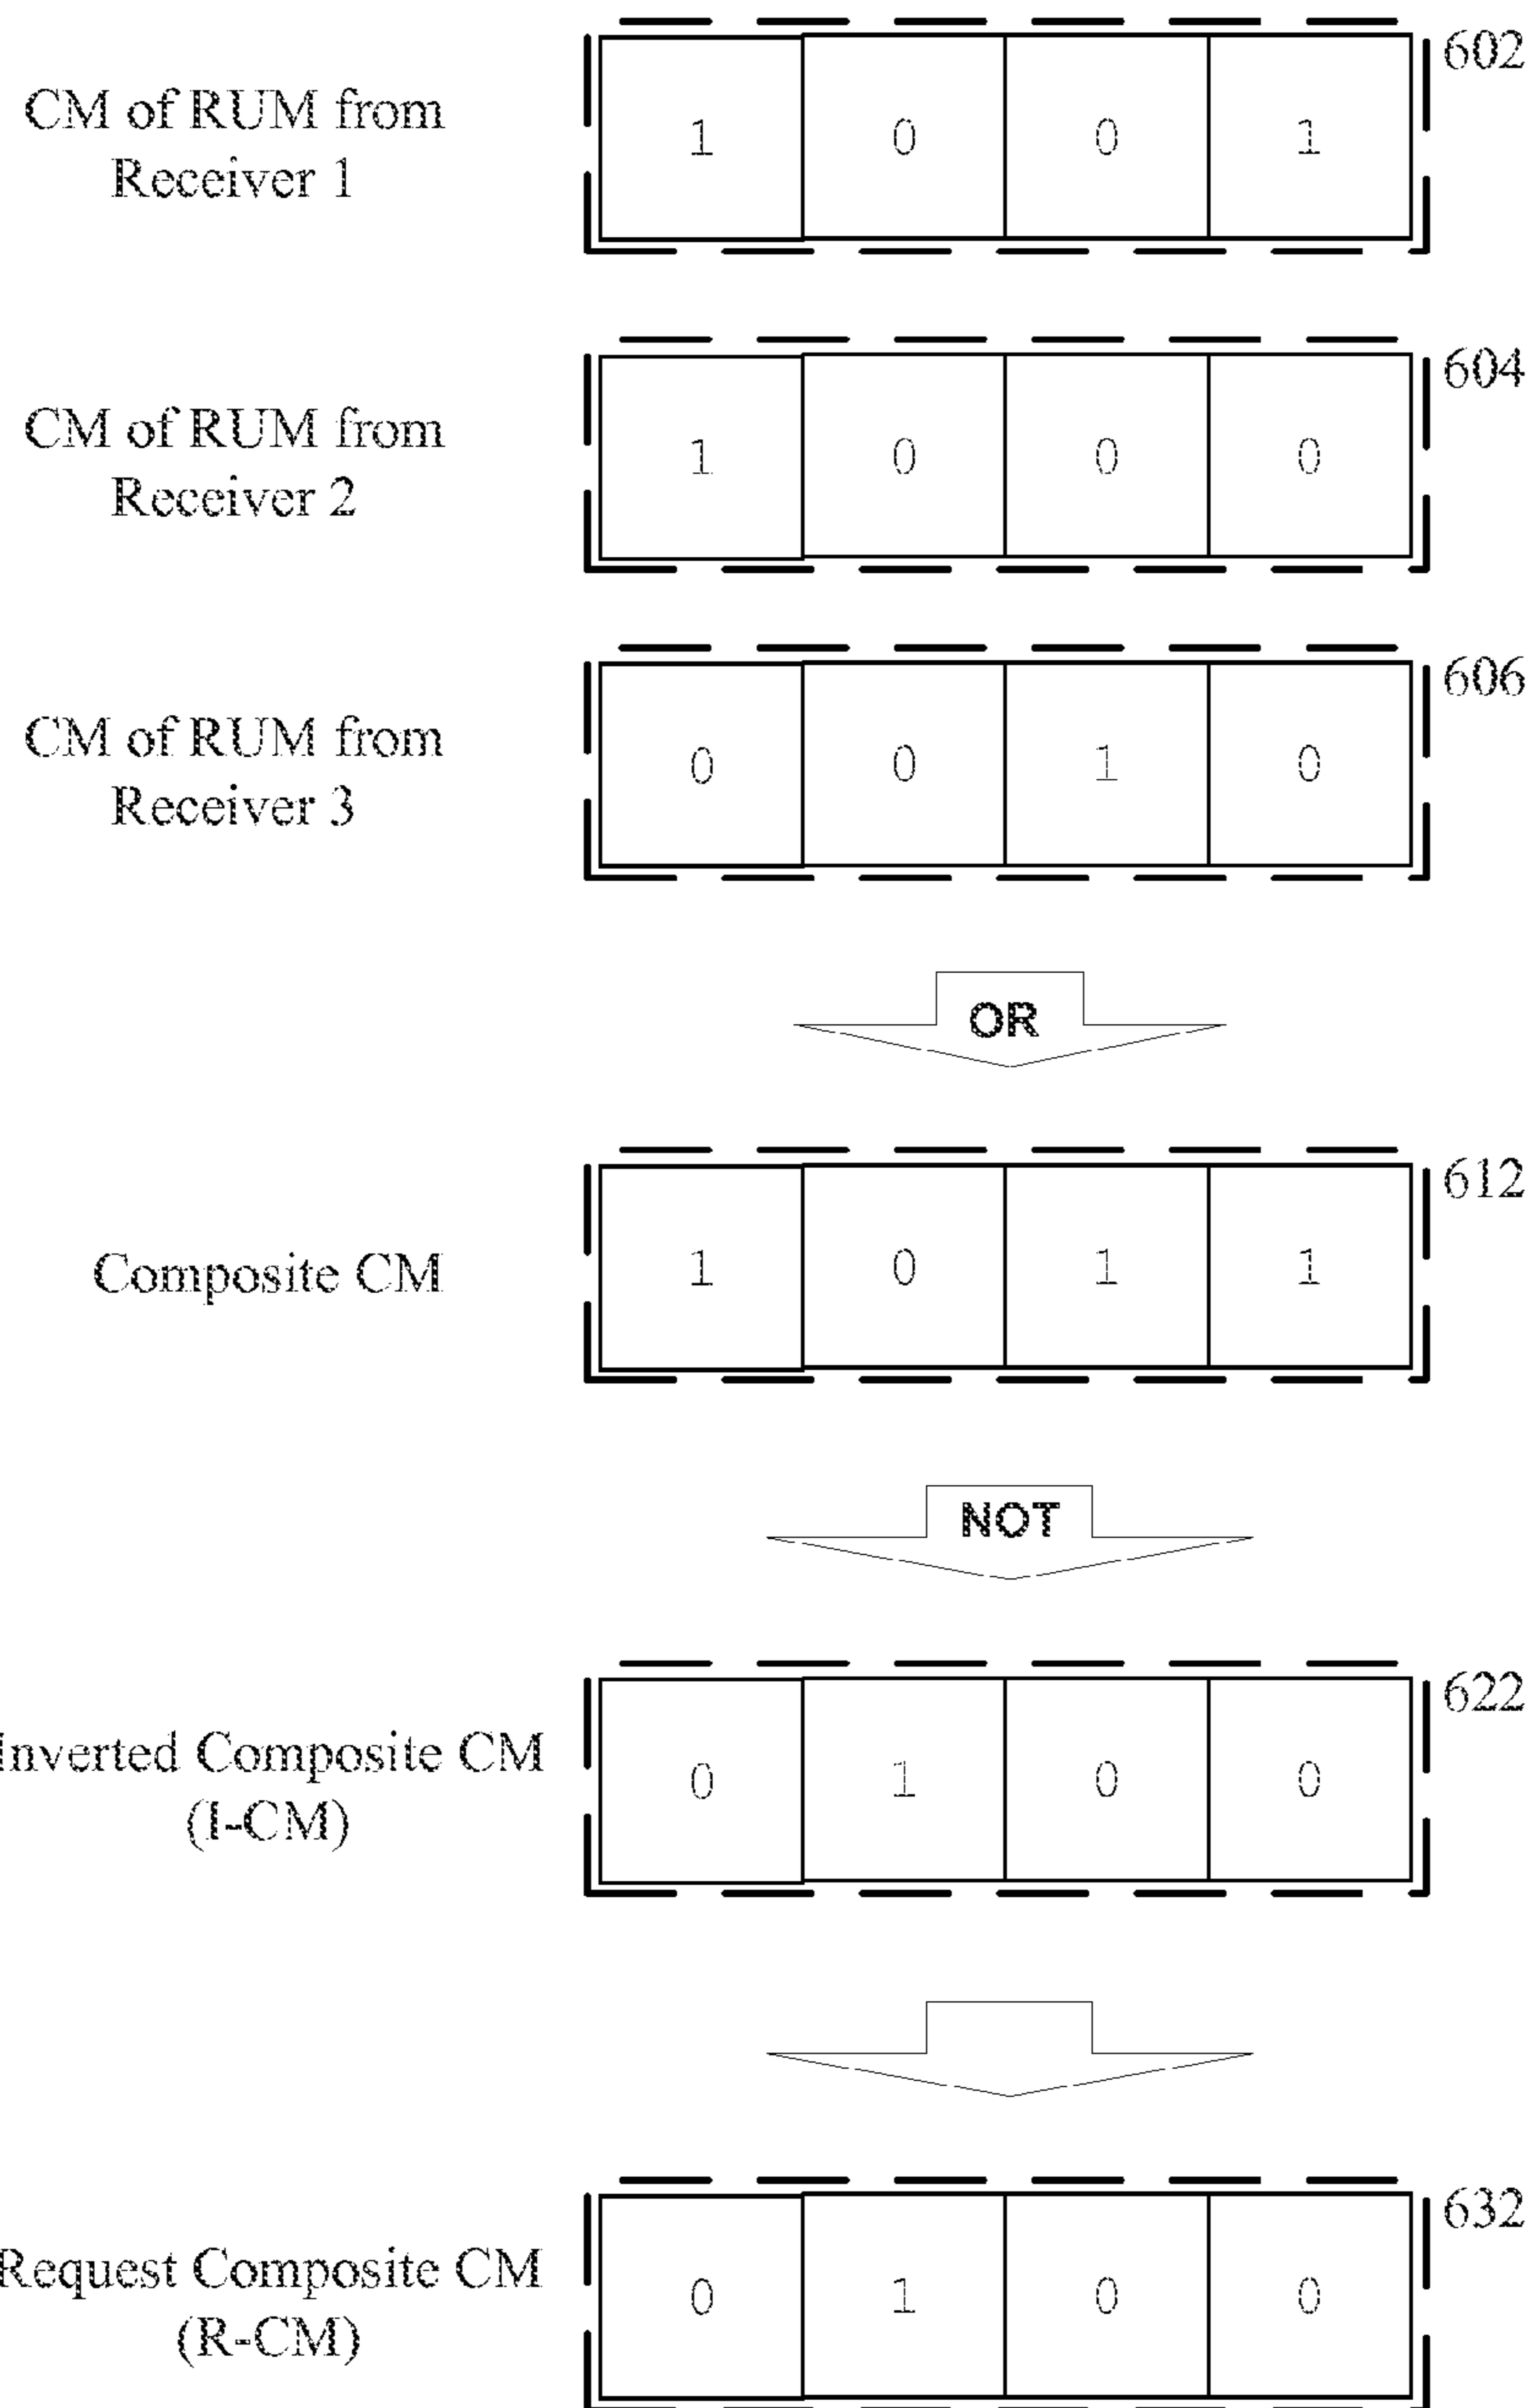 602
CM of RUM from
Receiver 1
1 0 0 1
604
CM of RUM from
Receiver 2
1 0 0 0
606
CM of RUM from
Receiver 3
0 0 1 0
OR
612
Composite CM
1 0 1 1
NOT
622
Inverted Composite CM
(I-CM)
0 1 0 0
632
Request Composite CM
(R-CM)
0 1 0 0